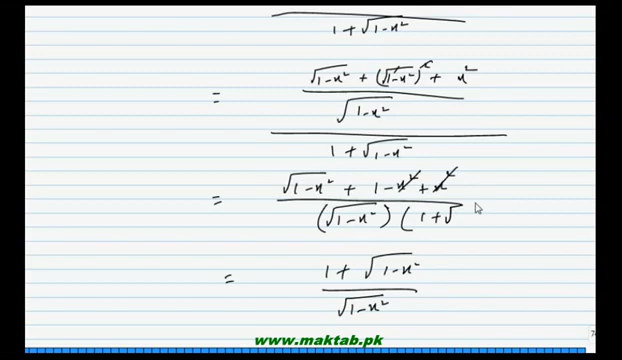 1 + √1-x²
= √1-x² + (√1-x²)² + x²
√1-x²
1 + √1-x²
= √1-x² + 1-x² + x²
(√1-x²) (1+√
= 1 + √1-x²
√1-x²
www.maktab.pk